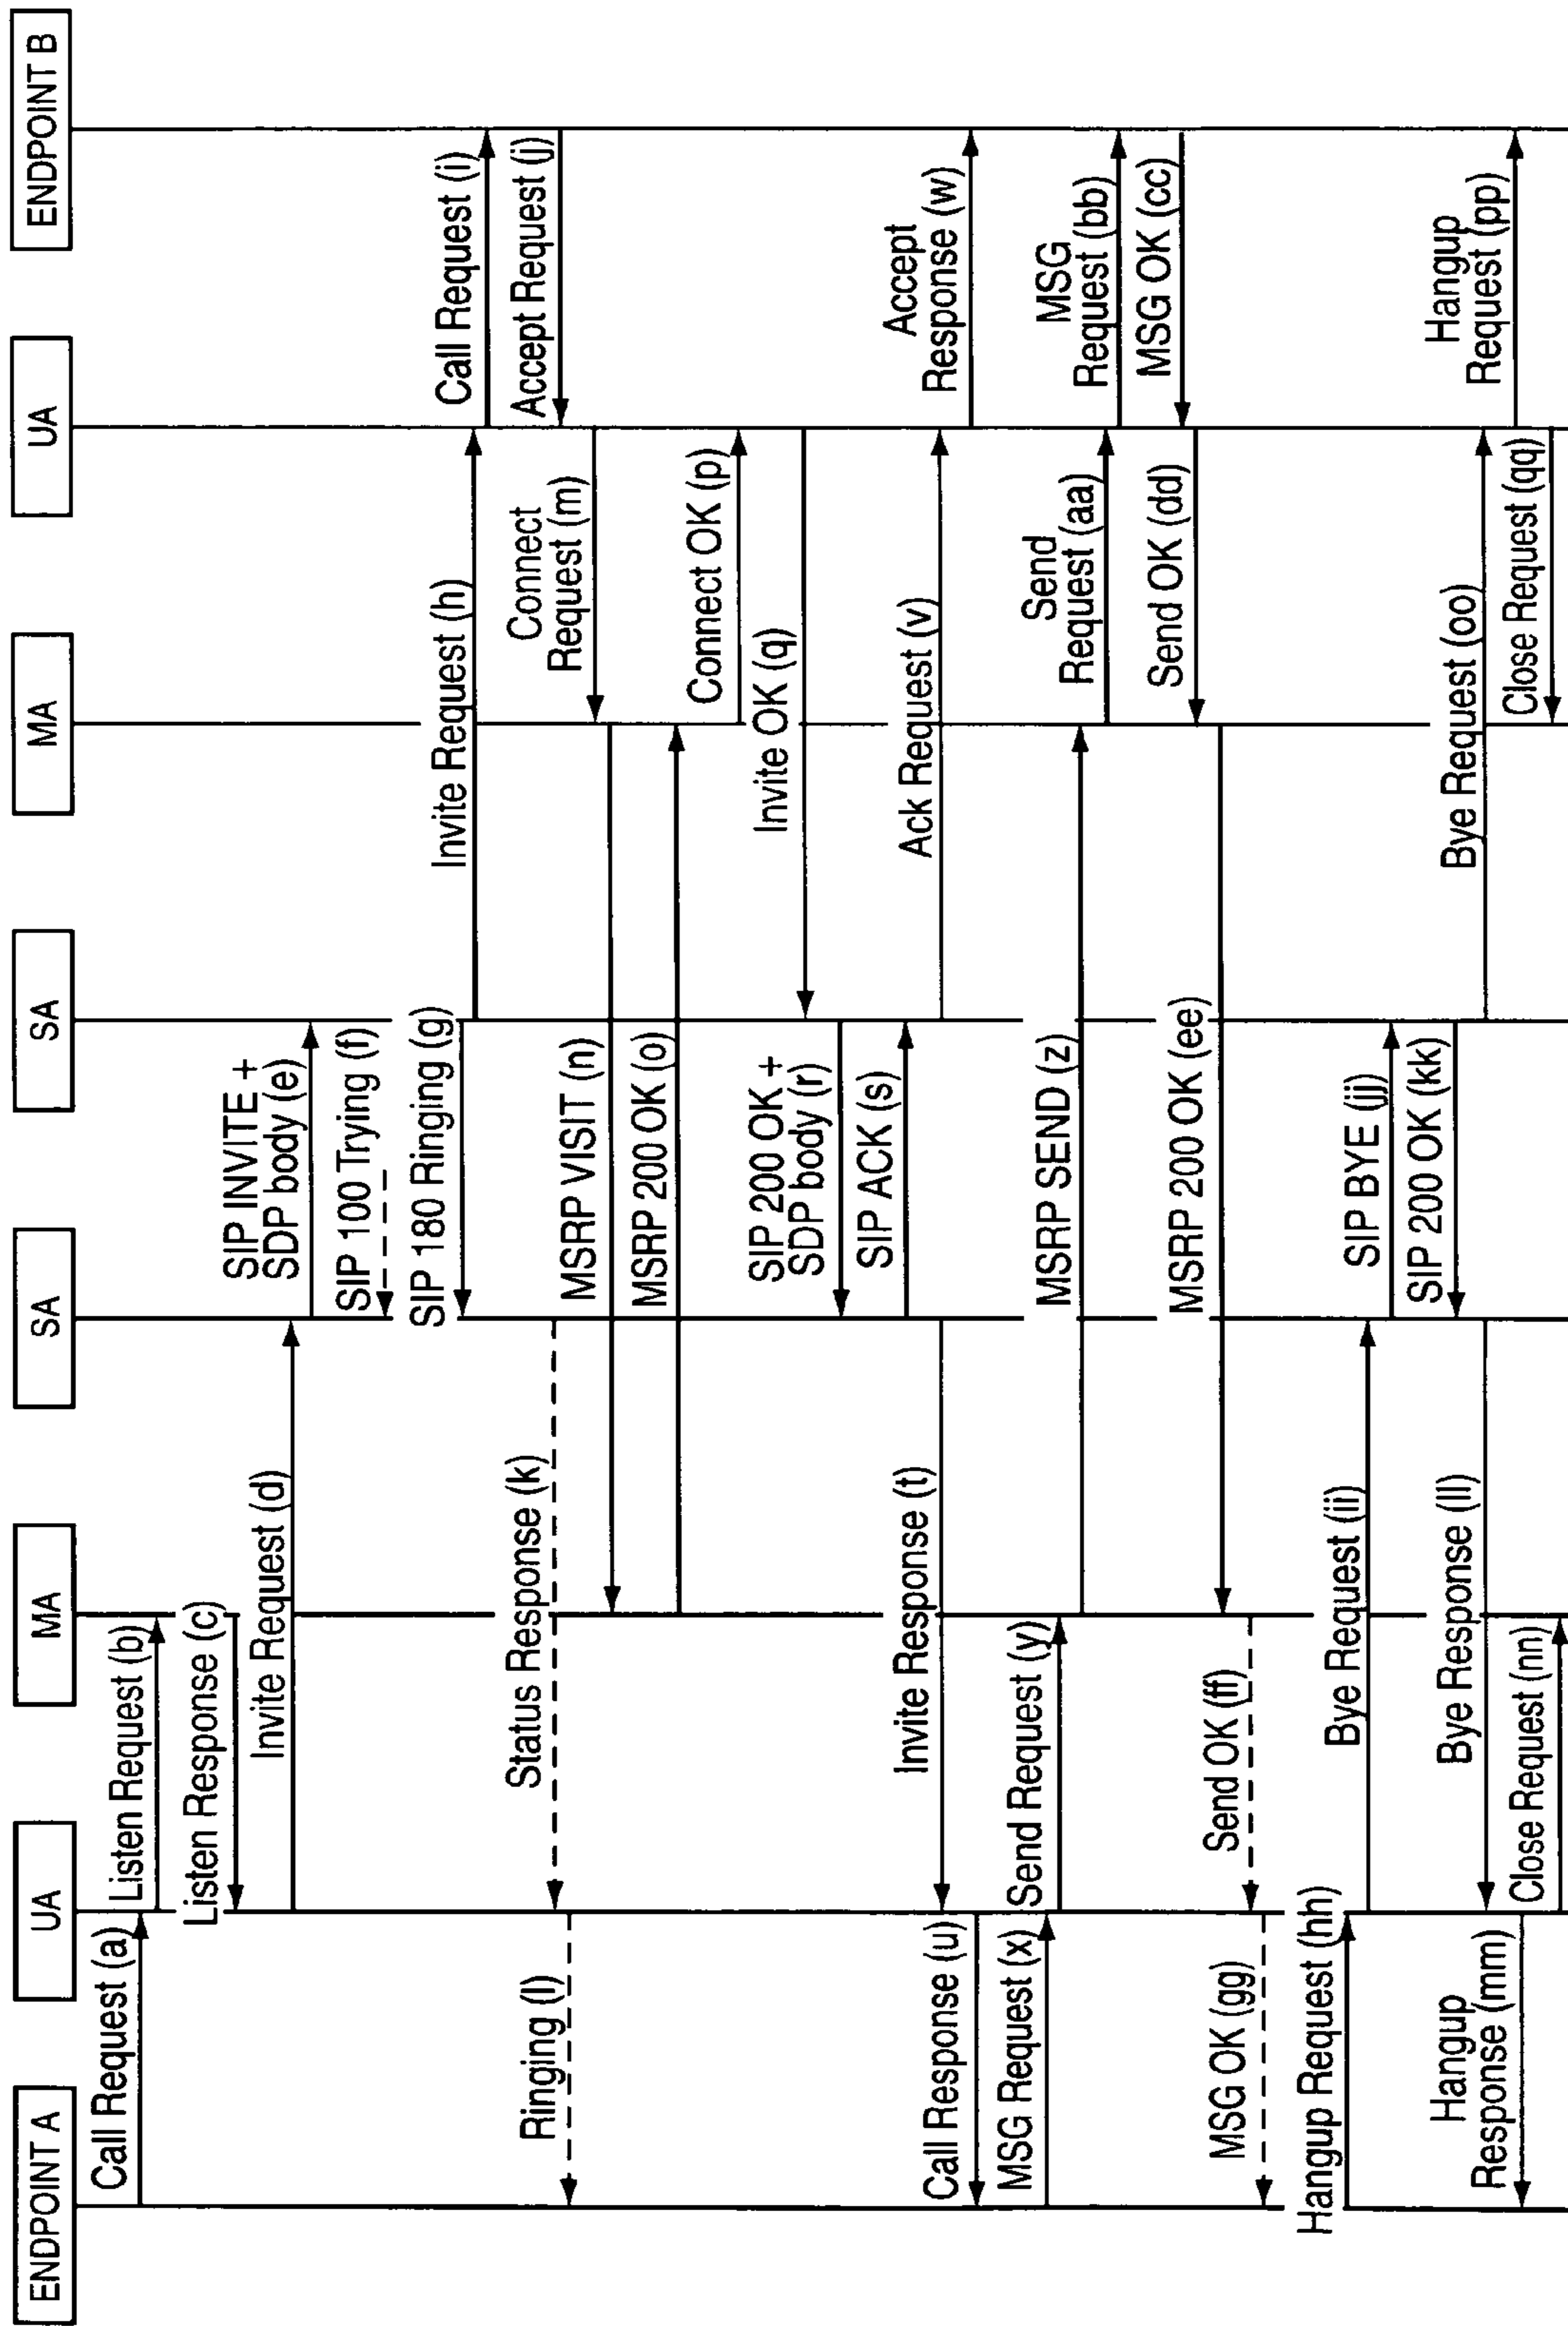 ENDPOINT A
UA
MA
SA
SA
MA
UA
ENDPOINT B
Call Request (a)
Listen Request (b)
Listen Response (c)
Invite Request (d)
SIP INVITE +
SDP body (e)
SIP 100 Trying (f)
SIP 180 Ringing (g)
Invite Request (h)
Call Request (i)
Accept Request (j)
Status Response (k)
Ringing (l)
Connect
Request (m)
MSRP VISIT (n)
MSRP 200 OK (o)
Connect OK (p)
Invite OK (q)
SIP 200 OK +
SDP body (r)
SIP ACK (s)
Invite Response (t)
Call Response (u)
Ack Request (v)
Accept
Response (w)
MSG Request (x)
Send Request (y)
MSRP SEND (z)
Send
Request (aa)
MSG
Request (bb)
MSG OK (cc)
Send OK (dd)
MSRP 200 OK (ee)
Send OK (ff)
MSG OK (gg)
Hangup Request (hh)
Bye Request (ii)
SIP BYE (jj)
SIP 200 OK (kk)
Bye Response (ll)
Hangup
Response (mm)
Close Request (nn)
Bye Request (oo)
Hangup
Request (pp)
Close Request (qq)